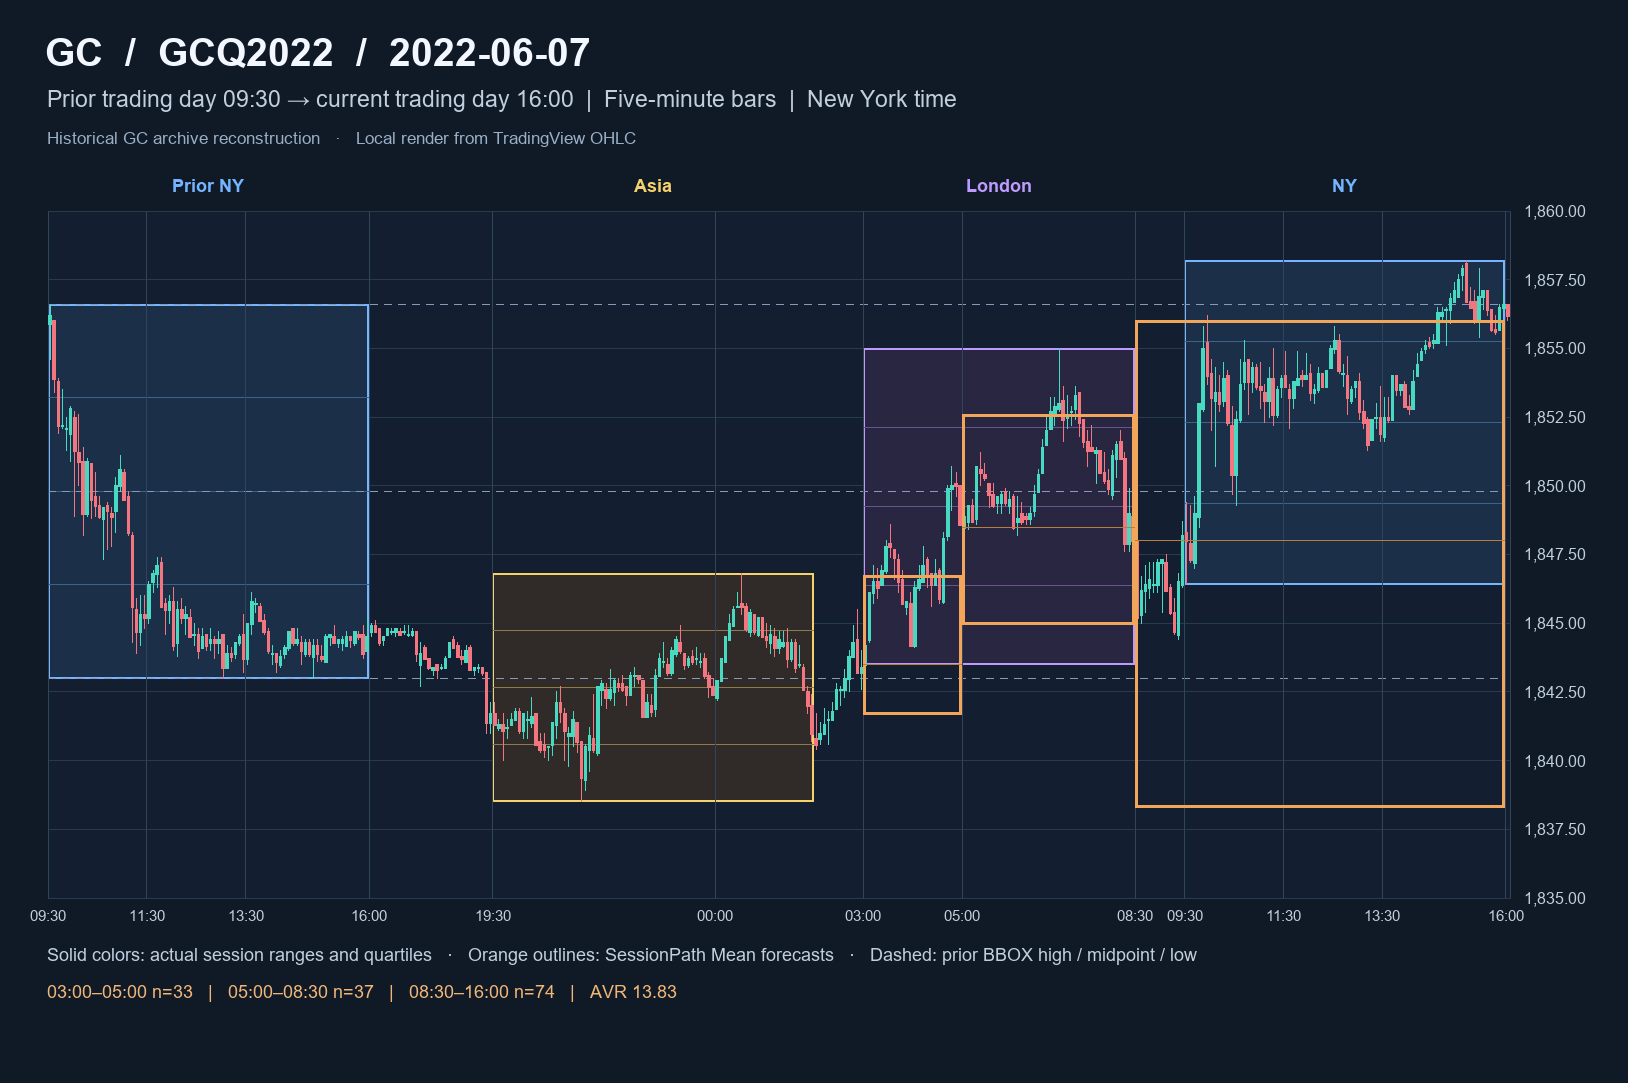 GC / GCQ2022 / 2022-06-07
Prior trading day 09:30 → current trading day 16:00 | Five-minute bars | New York time
Historical GC archive reconstruction · Local render from TradingView OHLC
Prior NY Asia London NY
1,860.00
1,857.50
1,855.00
1,852.50
1,850.00
1,847.50
1,845.00
1,842.50
1,840.00
1,837.50
1,835.00
09:30 11:30 13:30 16:00 19:30 00:00 03:00 05:00 08:30 09:30 11:30 13:30 16:00
Solid colors: actual session ranges and quartiles · Orange outlines: SessionPath Mean forecasts · Dashed: prior BBOX high / midpoint / low
03:00–05:00 n=33 | 05:00–08:30 n=37 | 08:30–16:00 n=74 | AVR 13.83